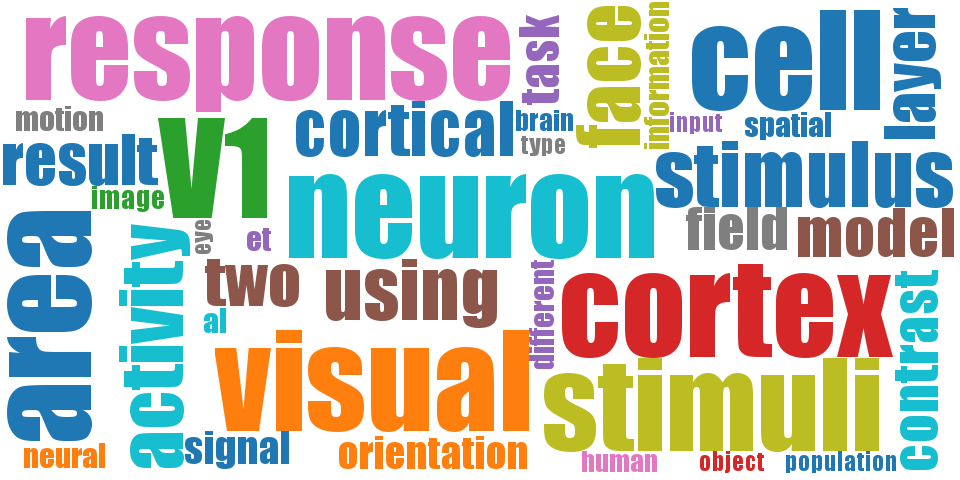 response
task
face
information
cell
layer
motion
cortical
brain
type
input
spatial
result
V1
image
neuron
stimulus
area
activity
eye
et
field
model
two
al
using
different
cortex
contrast
visual
stimuli
neural
signal
orientation
human
object
population